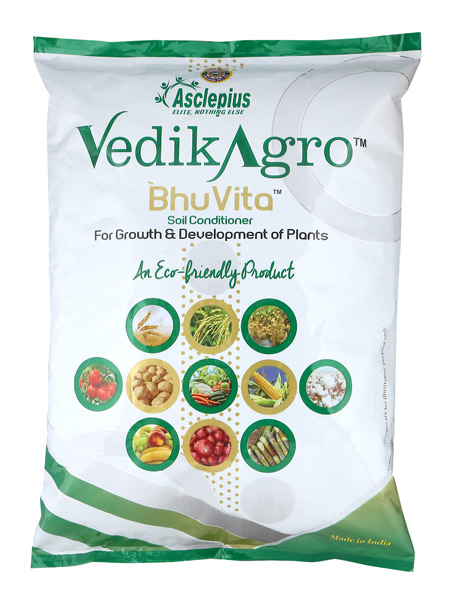 Asclepius
ELITE, NOTHING ELSE
VedikAgro™
BhuVita™
Soil Conditioner
For Growth & Development of Plants
An Eco-friendly Product
Made in India